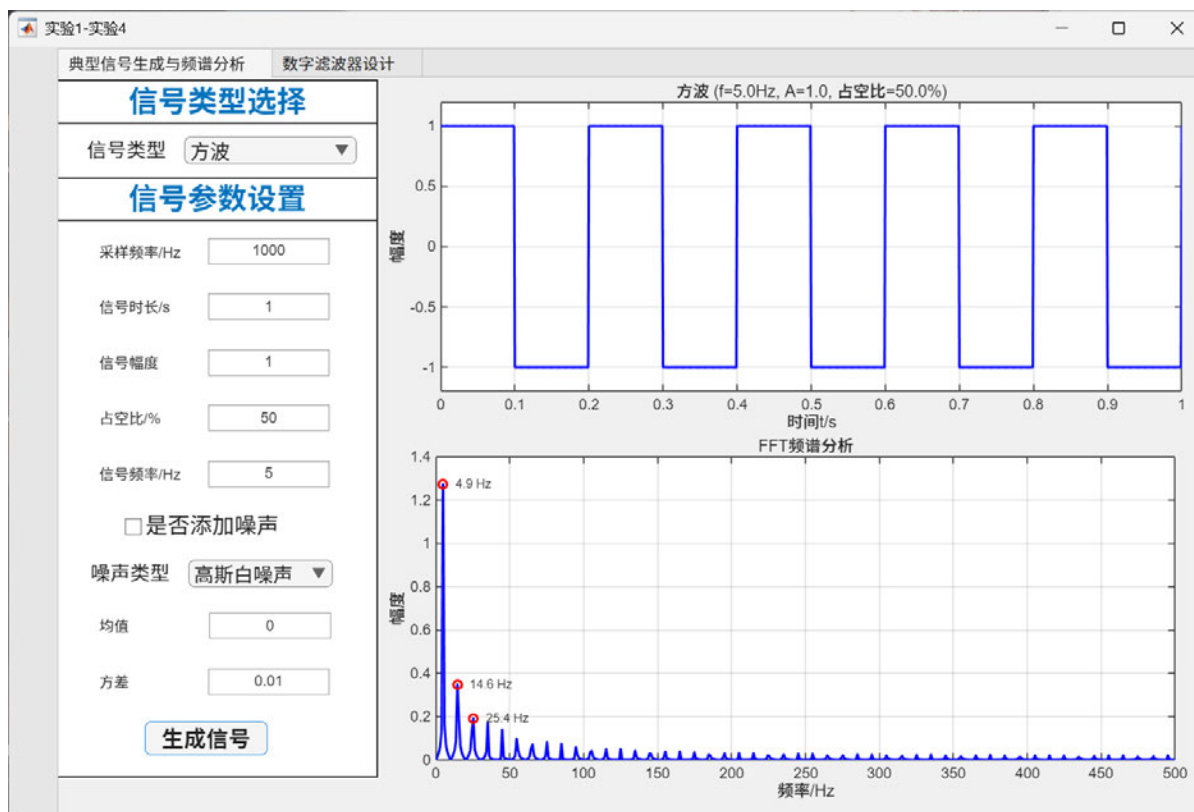 实验1-实验4
典型信号生成与频谱分析 数字滤波器设计
信号类型选择
信号类型 方波
信号参数设置
采样频率/Hz 1000
信号时长/s 1
信号幅度 1
占空比/% 50
信号频率/Hz 5
是否添加噪声
噪声类型 高斯白噪声
均值 0
方差 0.01
生成信号
方波 (f=5.0Hz, A=1.0, 占空比=50.0%)
1
0.5
0
-0.5
-1
幅度
0 0.1 0.2 0.3 0.4 0.5 0.6 0.7 0.8 0.9 1
时间t/s
FFT频谱分析
1.4
1.2
1
0.8
0.6
0.4
0.2
0
幅度
4.9 Hz
14.6 Hz
25.4 Hz
0 50 100 150 200 250 300 350 400 450 500
频率/Hz